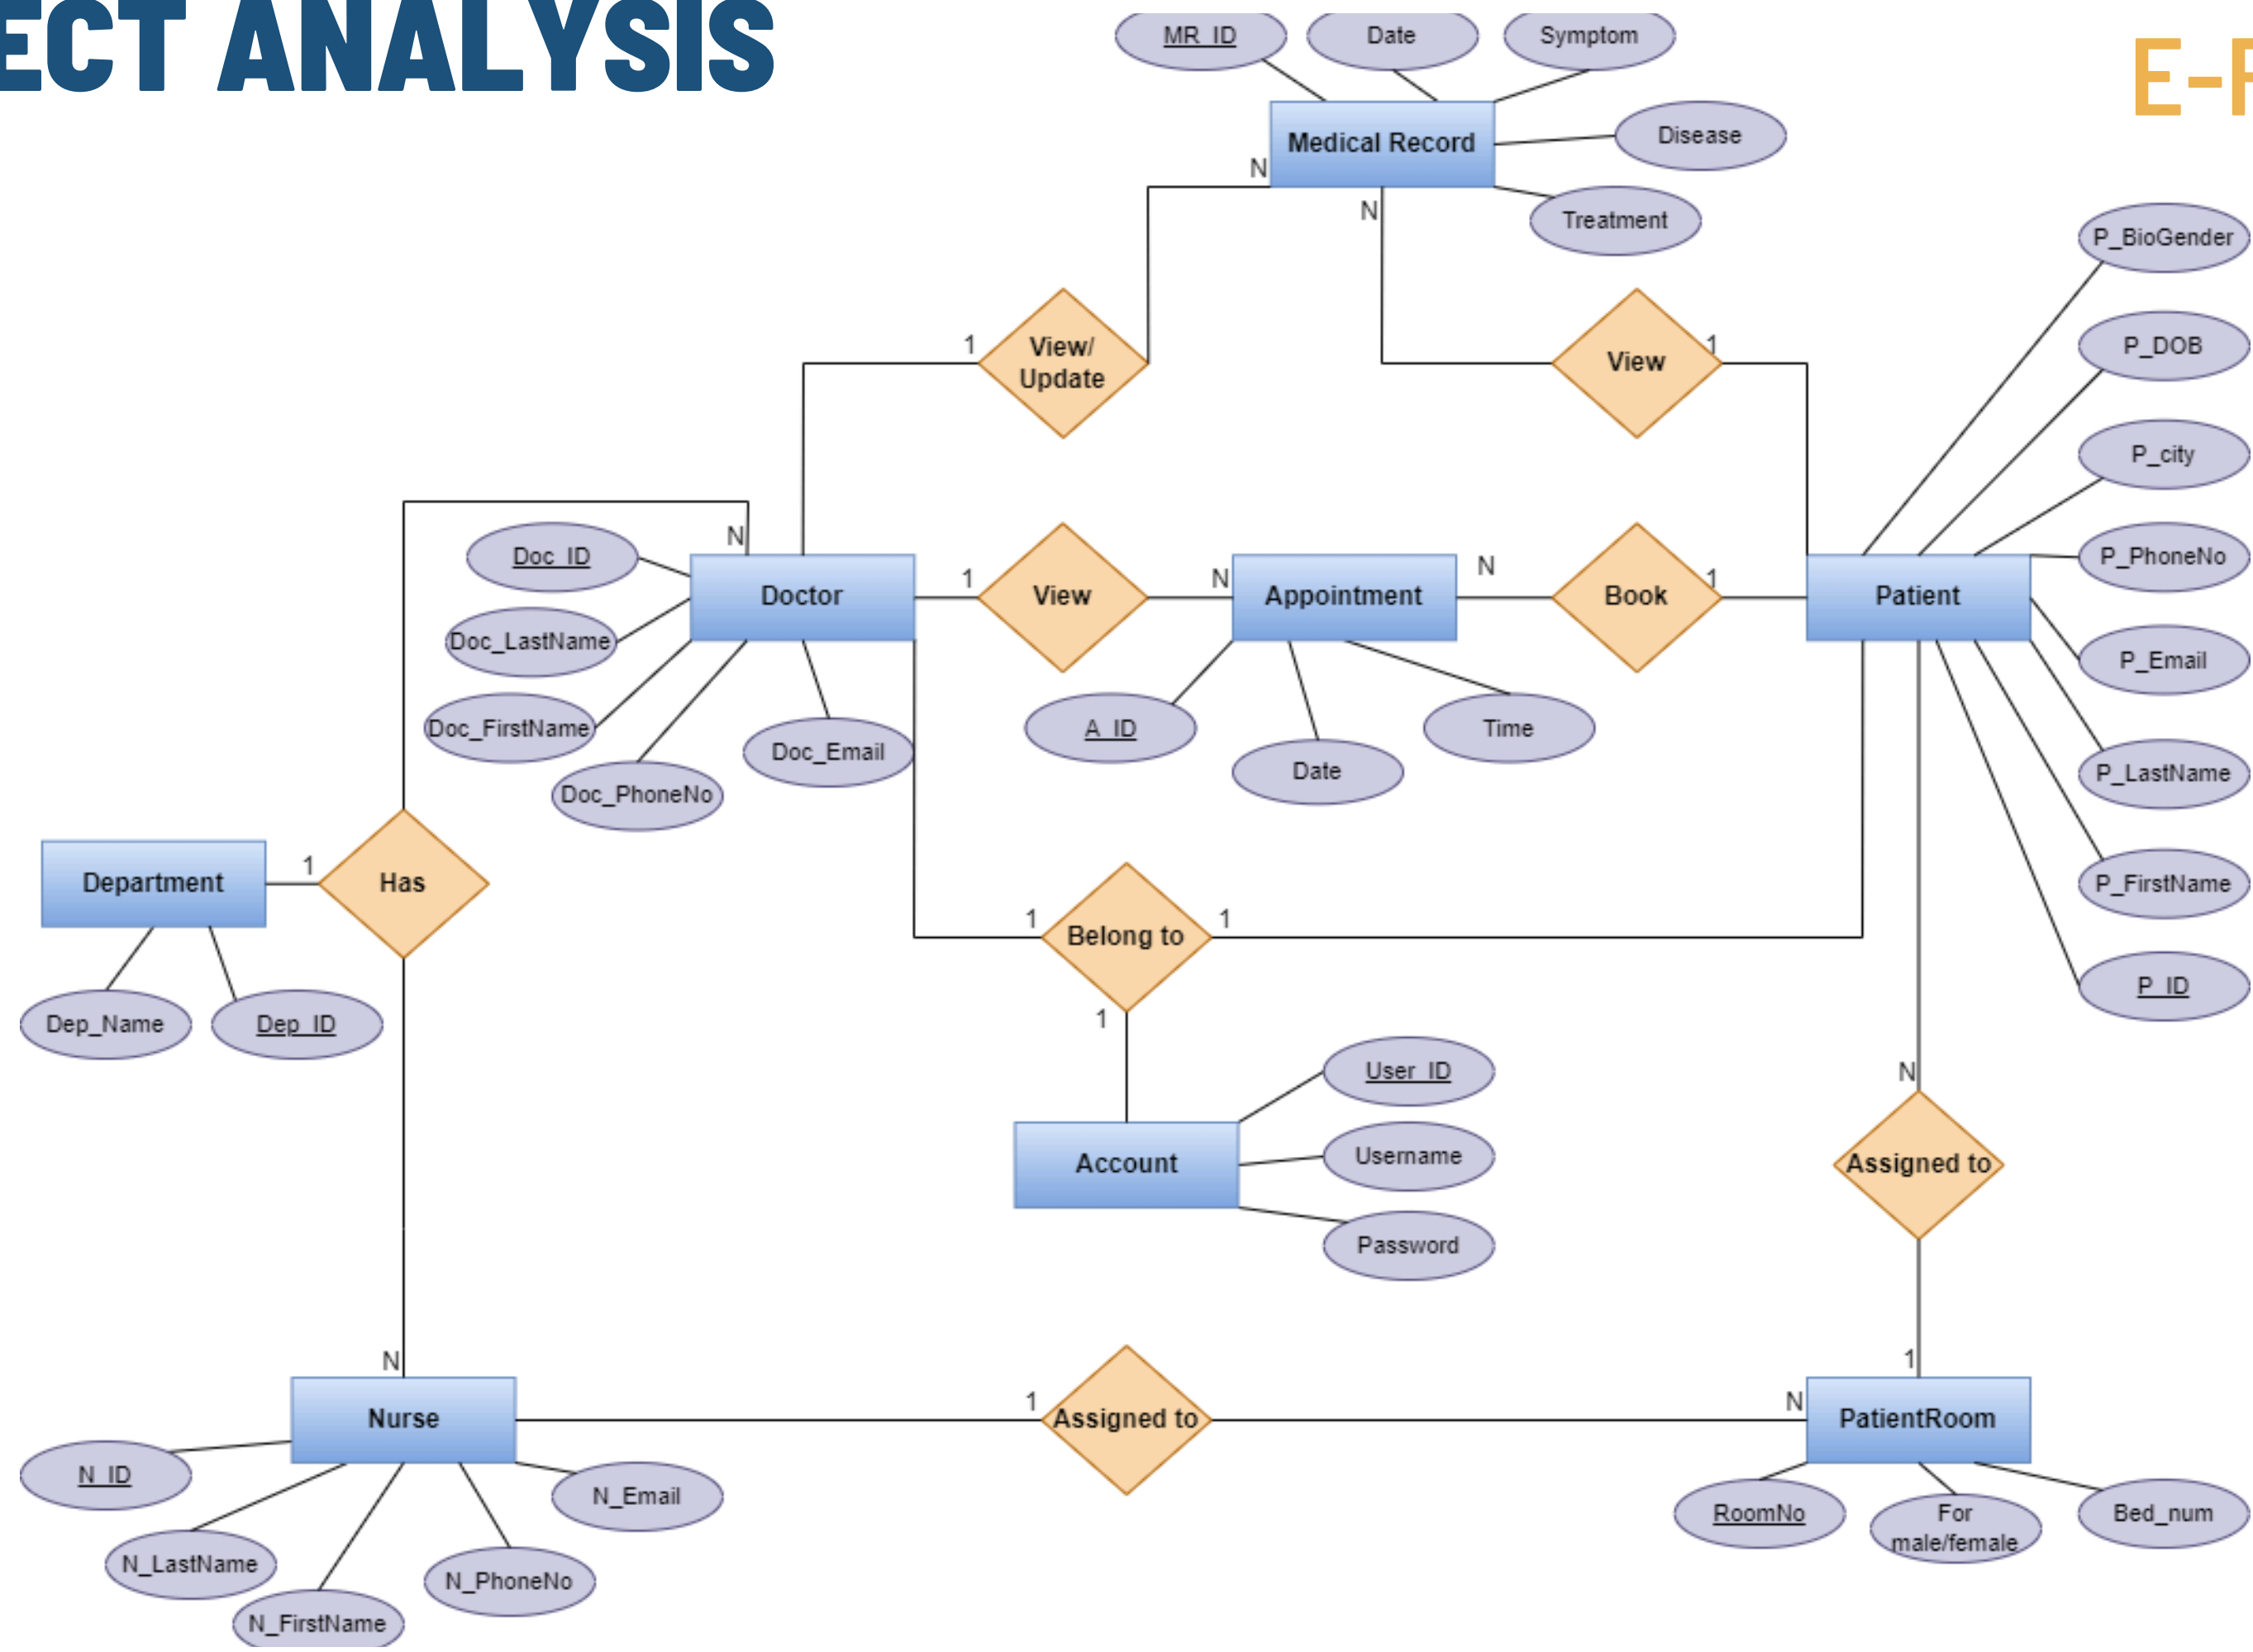 ECT ANALYSIS
E-
MR_ID
Date
Symptom
Medical Record
Disease
Treatment
N
N
P_BioGender
P_DOB
P_city
P_PhoneNo
P_Email
P_LastName
P_FirstName
P_ID
1
View/
Update
View
1
N
Doc_ID
Doc_LastName
Doc_FirstName
Doc_PhoneNo
Doc_Email
Doctor
1
View
N
Appointment
N
Book
1
Patient
A_ID
Date
Time
Department
1
Has
Dep_Name
Dep_ID
1
Belong to
1
1
Account
User_ID
Username
Password
N
Assigned to
1
N
Nurse
1
Assigned to
N
PatientRoom
N_ID
N_LastName
N_FirstName
N_PhoneNo
N_Email
RoomNo
For
male/female
Bed_num